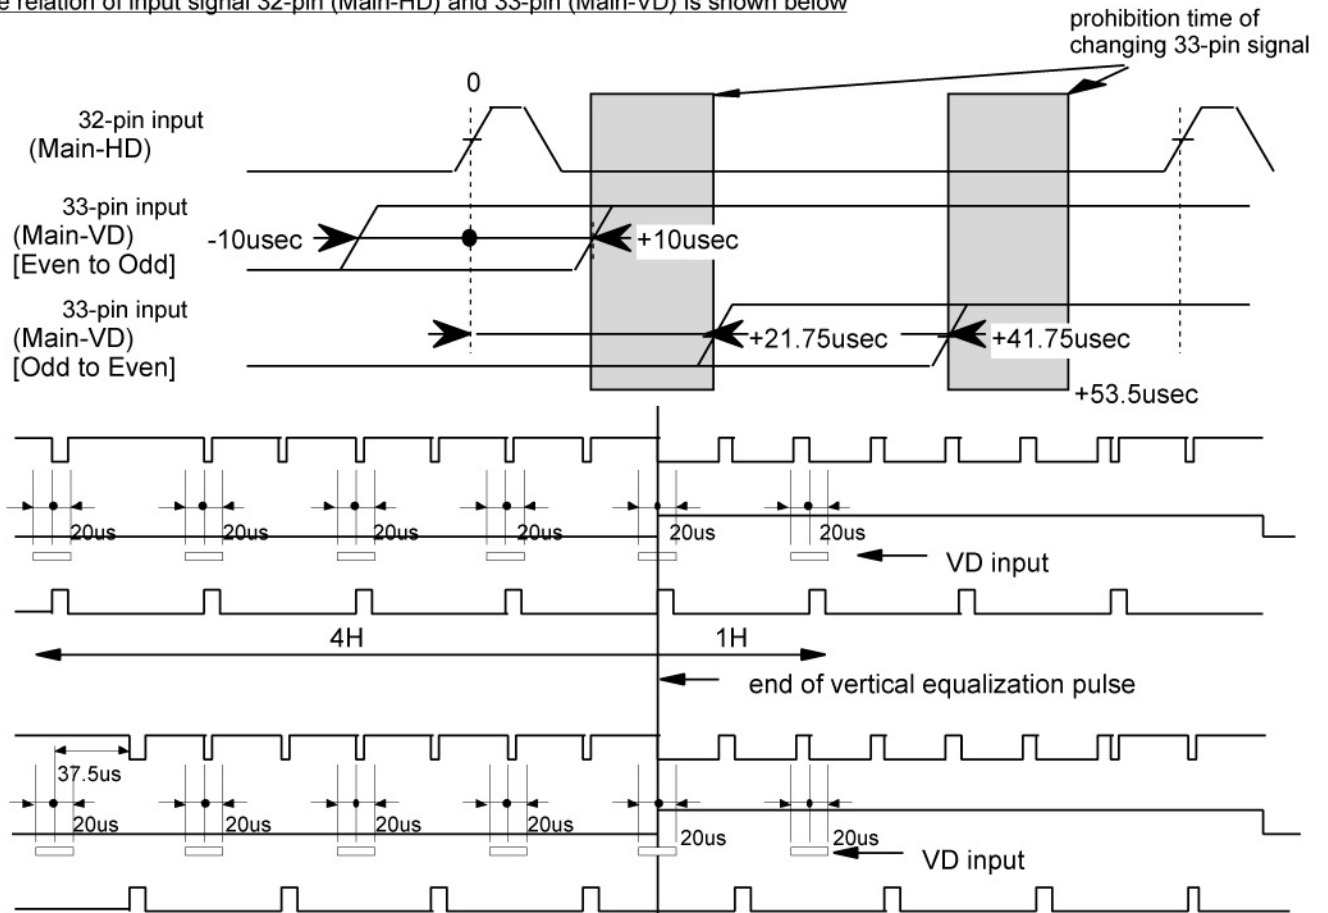 relation of input signal 32-pin (Main-HD) and 33-pin (Main-VD) is shown below
prohibition time of
changing 33-pin signal
0
32-pin input
(Main-HD)
33-pin input
(Main-VD)
[Even to Odd]
-10usec
+10usec
33-pin input
(Main-VD)
[Odd to Even]
+21.75usec
+41.75usec
+53.5usec
20us 20us 20us 20us 20us 20us
VD input
4H 1H
end of vertical equalization pulse
37.5us
20us 20us 20us 20us 20us 20us
VD input